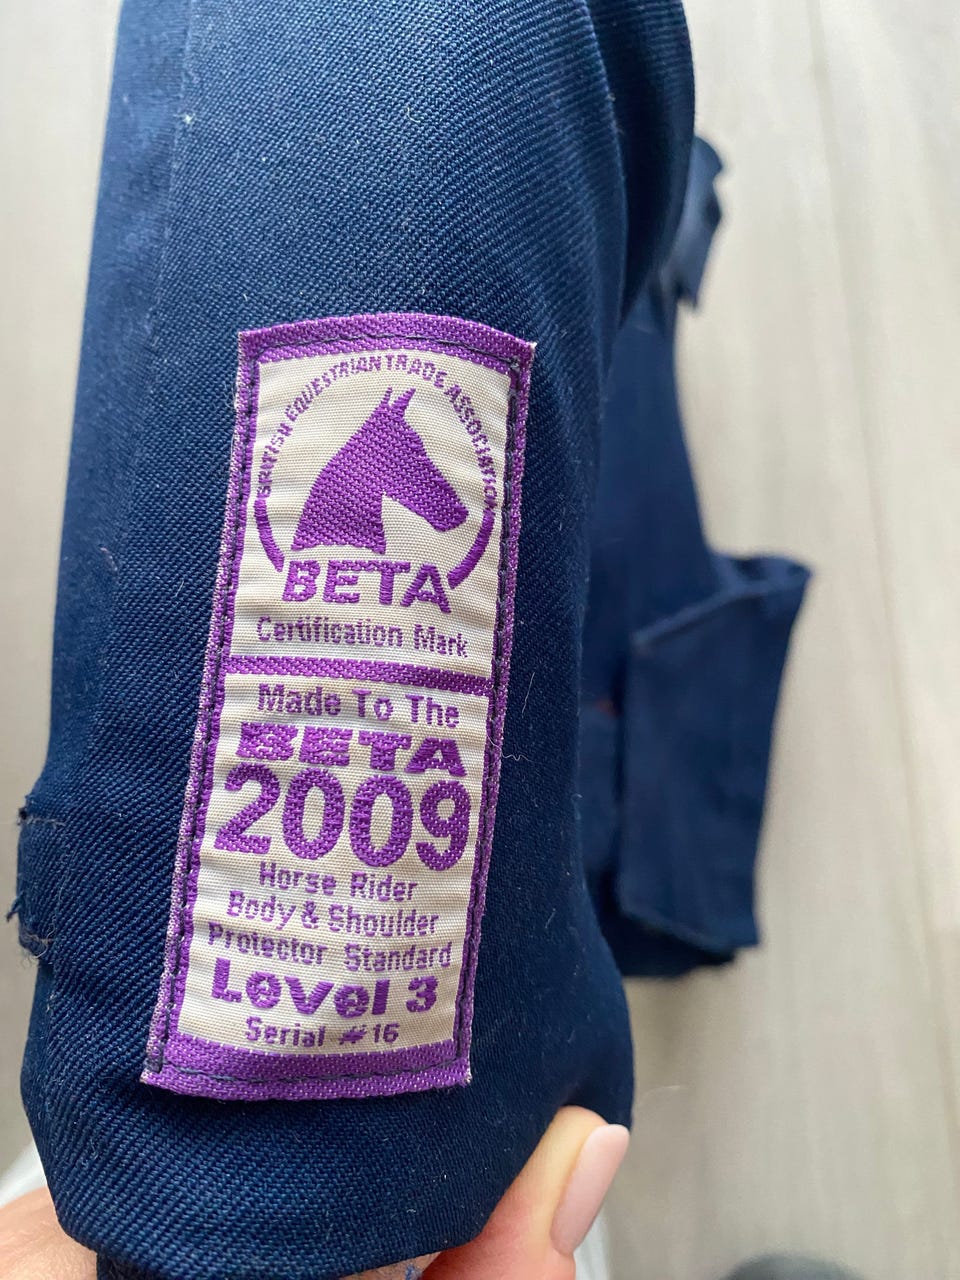 BRITISH EQUESTRIAN TRADE ASSOCIATION
BETA
Certification Mark
Made To The
BETA
2009
Horse Rider
Body & Shoulder
Protector Standard
Level 3
Serial # 16